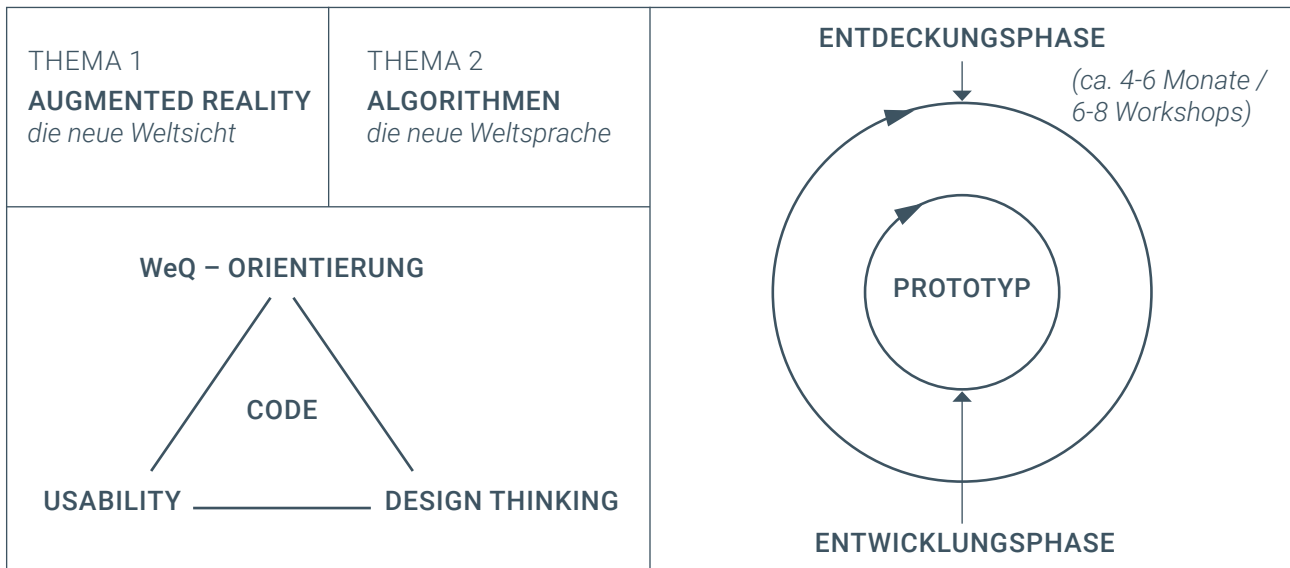 THEMA 1
AUGMENTED REALITY
die neue Weltsicht
THEMA 2
ALGORITHMEN
die neue Weltsprache
WeQ – ORIENTIERUNG
CODE
USABILITY
DESIGN THINKING
ENTDECKUNGSPHASE
(ca. 4-6 Monate /
6-8 Workshops)
PROTOTYP
ENTWICKLUNGSPHASE